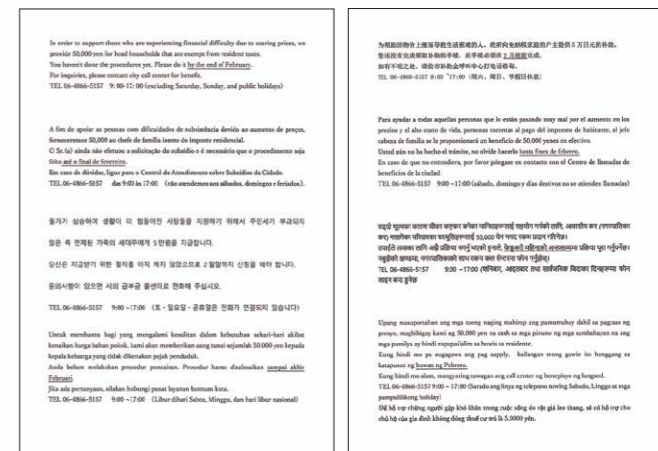 In order to support those who are experiencing financial difficulty due to soaring prices, we
provide 50,000 yen for head households that are exempt from resident taxes.
You haven't done the procedures yet. Please do it by the end of February.
For inquiries, please contact city call center for benefit.
TEL 06-4866-5157 9: 00-17: 00 (excluding Saturday, Sunday, and public holidays)
A fim de apoiar as pessoas com dificuldades de subsistência devido ao aumento de preços,
forneceremos 50,000 ao chefe de família isento do imposto residencial.
O Sr.(a) ainda não efetuou a solicitação do subsídio e é necessário que o procedimento seja
feito até o final de fevereiro.
Em caso de dúvidas, ligue para o Central do Atendimento sobre Subsídios da Cidade.
TEL 06-4866-5157 das 9:00 às 17:00 (não atendemos aos sábados, domingos e feriados).
물가가 상승하여 생활이 더 힘들어진 사람들을 지원하기 위해서 주민세가 부과되지
않은 즉 면제된 가족의 세대주에게 5만원을 지급합니다.
당신은 지급받기 위한 절차를 아직 하지 않았으므로 2월말까지 신청을 해야 합니다.
문의사항이 있으면 시의 급부금 콜센터로 전화해 주십시오.
TEL 06-4866-5157 9:00~17:00 (토・일요일・공휴일은 전화가 연결되지 않습니다)
Untuk membantu bagi yang mengalami kesulitan dalam kebutuhan sehari-hari akibat
kenaikan harga bahan pokok, kami akan memberikan uang tunai sejumlah 50.000 yen kepada
kepala keluarga yang tidak dikenakan pajak penduduk.
Anda belum melakukan prosedur pencairan. Prosedur harus diselesaikan sampai akhir
Februari.
Jika ada pertanyaan, silakan hubungi pusat layanan bantuan kota.
TEL 06-4866-5157 9:00~17:00 (Libur dihari Sabtu, Minggu, dan hari libur nasional)
为帮助因物价上涨而导致生活困难的人，政府向免纳税家庭的户主提供 5 万日元的补助。
您还没有完成领取补助的手续，此手续必须在 2 月底前完成。
如有不明之处，请给市补助金呼叫中心打电话咨询。
TEL 06-4866-5157 9:00~17:00 (周六、周日、节假日休息)
Para ayudar a todas aquellas personas que lo están pasando muy mal por el aumento en los
precios y el alto coste de vida, personas exentas al pago del impuesto de habitante, al jefe
cabeza de familia se le proporcionará un beneficio de 50,000 yenes en efectivo.
Usted aún no ha hecho el trámite, no olvide hacerlo hasta fines de febrero.
En caso de que no entendiera, por favor póngase en contacto con el Centro de llamadas de
beneficios de la ciudad
TEL 06-4866-5157 9:00~17:00 (sábado, domingo y días festivos no se atienden llamadas)
TEL 06-4866-5157 9:00 ~17:00 (शनिबार, आइतबार तथा सार्वजनिक बिदाका दिनहरूमा फोन
लाइन बन्द हुनेछ
Upang masuportahan ang mga taong naging mahirap ang pamumuhay dahil sa pagtaas ng
presyo, magbibigay kami ng 50,000 yen na cash sa mga pinuno ng mga sambahayan na ang
mga pamilya ay hindi napapailalim sa buwis sa residente.
Kung hindi mo pa nagagawa ang pag supply, kailangan mong gawin ito hanggang sa
katapusan ng buwan ng Pebrero.
Kung hindi mo alam, mangyaring tawagan ang call center ng benepisyo ng lungsod.
TEL 06-4866-5157 9:00 ~ 17:00 (Sarado ang linya ng telepono tuwing Sabado, Linggo at mga
pampublikong holiday)
Để hỗ trợ những người gặp khó khăn trong cuộc sống do vật giá leo thang, sẽ có hỗ trợ cho
chủ hộ của gia đình không đóng thuế cư trú là 5.0000 yên.